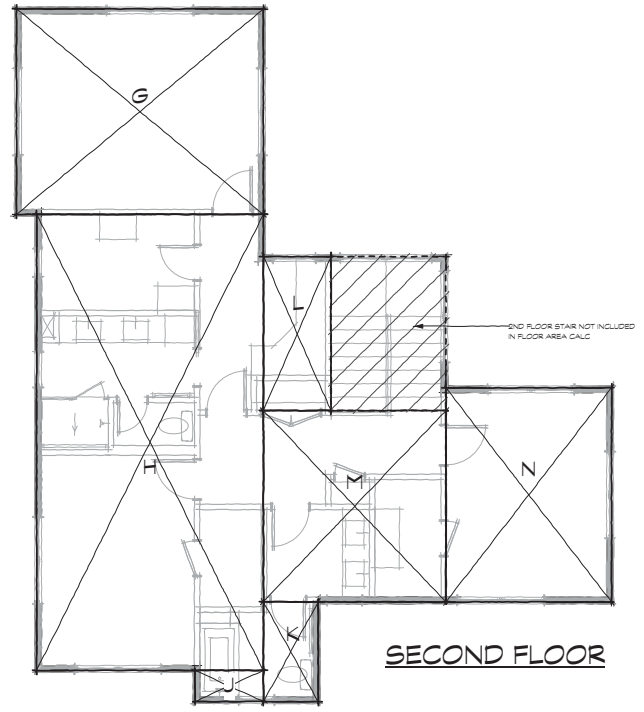 G
L
2ND FLOOR STAIR NOT INCLUDED
IN FLOOR AREA CALC
H
M
N
K
SECOND FLOOR
J